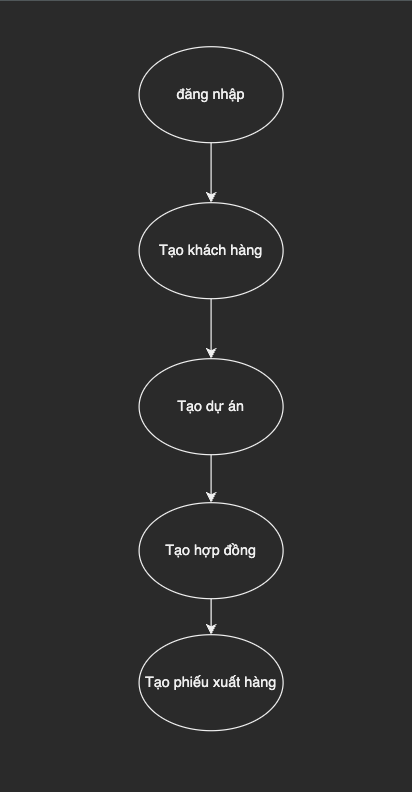 đăng nhập
Tạo khách hàng
Tạo dự án
Tạo hợp đồng
Tạo phiếu xuất hàng